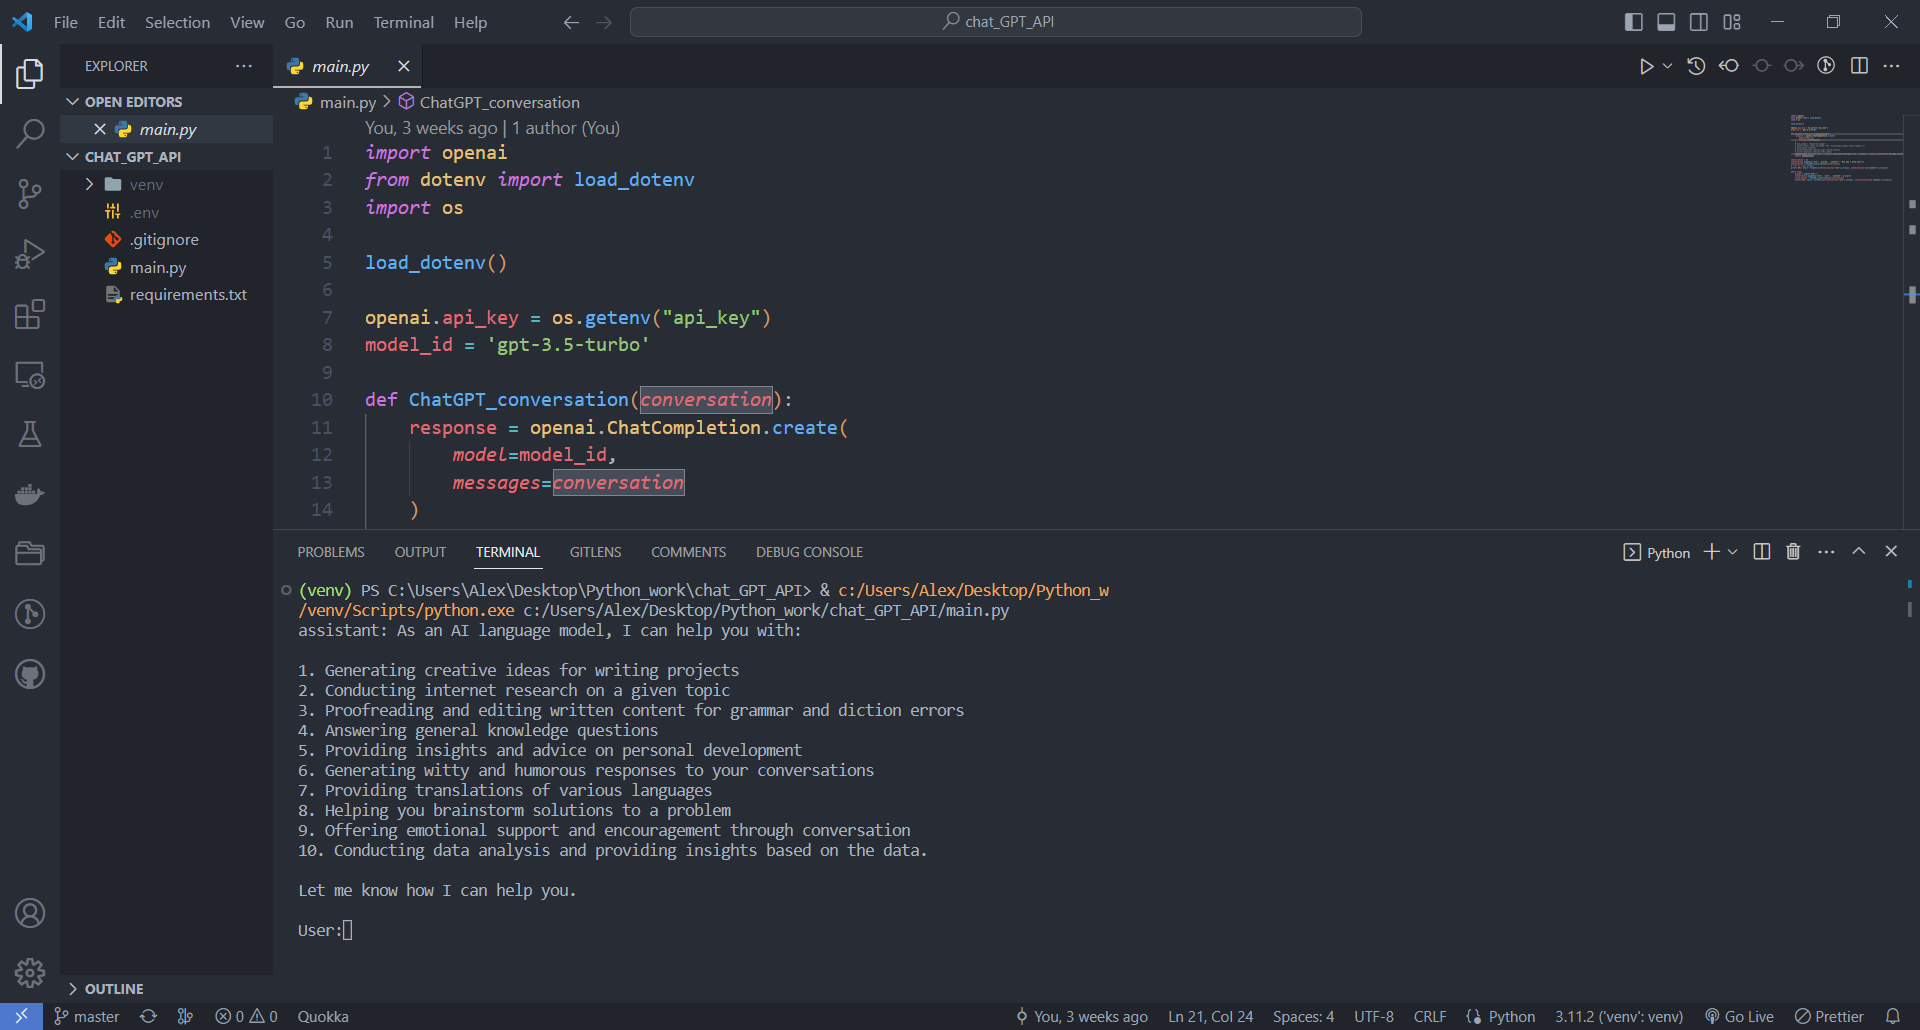 File Edit Selection View Go Run Terminal Help
chat_GPT_API
EXPLORER
OPEN EDITORS
main.py
CHAT_GPT_API
venv
.env
.gitignore
main.py
requirements.txt
OUTLINE
main.py
main.py > ChatGPT_conversation
You, 3 weeks ago | 1 author (You)
1 import openai
2 from dotenv import load_dotenv
3 import os
4
5 load_dotenv()
6
7 openai.api_key = os.getenv("api_key")
8 model_id = 'gpt-3.5-turbo'
9
10 def ChatGPT_conversation(conversation):
11 response = openai.ChatCompletion.create(
12 model=model_id,
13 messages=conversation
14 )
PROBLEMS OUTPUT TERMINAL GITLENS COMMENTS DEBUG CONSOLE
Python
(venv) PS C:\Users\Alex\Desktop\Python_work\chat_GPT_API> & c:/Users/Alex/Desktop/Python_w
/venv/Scripts/python.exe c:/Users/Alex/Desktop/Python_work/chat_GPT_API/main.py
assistant: As an AI language model, I can help you with:
1. Generating creative ideas for writing projects
2. Conducting internet research on a given topic
3. Proofreading and editing written content for grammar and diction errors
4. Answering general knowledge questions
5. Providing insights and advice on personal development
6. Generating witty and humorous responses to your conversations
7. Providing translations of various languages
8. Helping you brainstorm solutions to a problem
9. Offering emotional support and encouragement through conversation
10. Conducting data analysis and providing insights based on the data.
Let me know how I can help you.
User:
master 0 0 Quokka You, 3 weeks ago Ln 21, Col 24 Spaces: 4 UTF-8 CRLF Python 3.11.2 ('venv': venv) Go Live Prettier